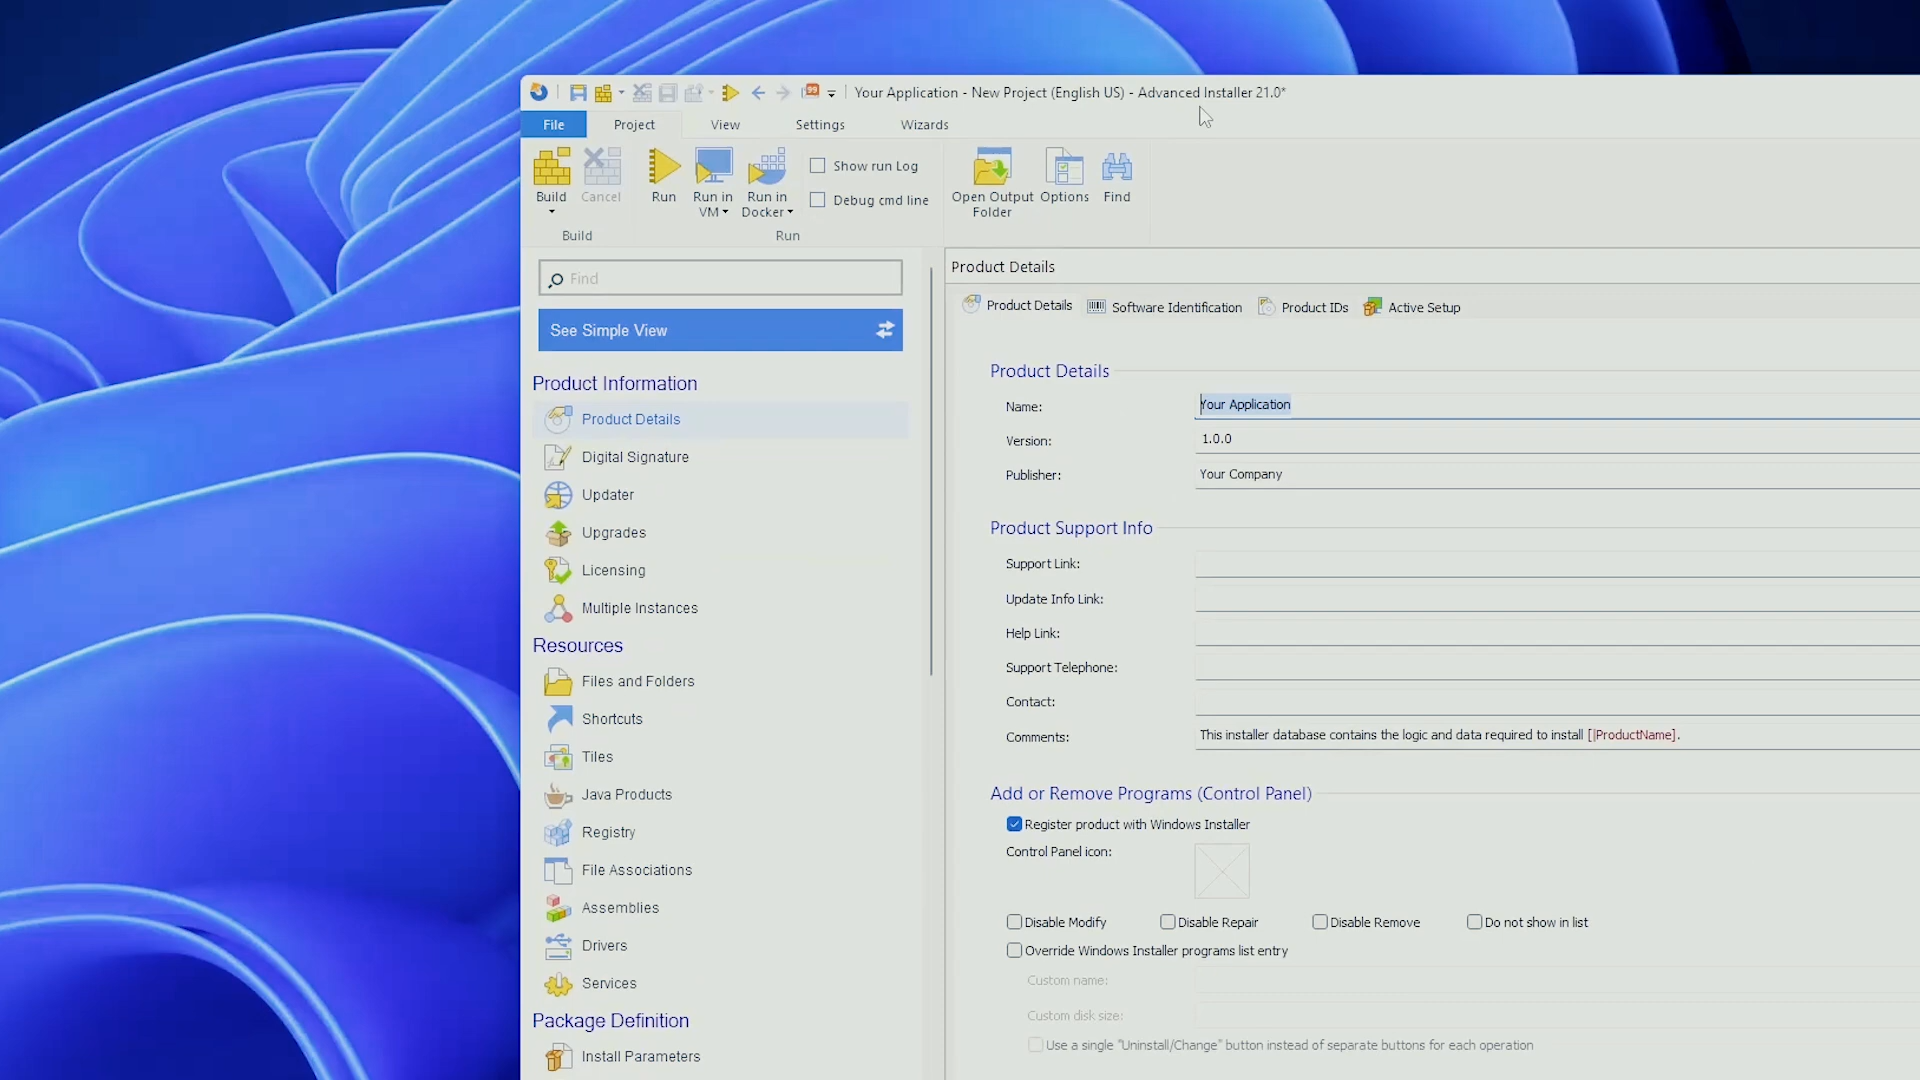 99
Your Application - New Project (English US) - Advanced Installer 21.0*
File
Project
View
Settings
Wizards
Build
Cancel
Run
Run in VM
Run in Docker
Show run Log
Debug cmd line
Open Output Folder
Options
Find
Build
Run
Find
See Simple View
Product Information
Product Details
Digital Signature
Updater
Upgrades
Licensing
Multiple Instances
Resources
Files and Folders
Shortcuts
Tiles
Java Products
Registry
File Associations
Assemblies
Drivers
Services
Package Definition
Install Parameters
Product Details
Product Details
Software Identification
Product IDs
Active Setup
Product Details
Name: Your Application
Version: 1.0.0
Publisher: Your Company
Product Support Info
Support Link:
Update Info Link:
Help Link:
Support Telephone:
Contact:
Comments: This installer database contains the logic and data required to install [|ProductName].
Add or Remove Programs (Control Panel)
Register product with Windows Installer
Control Panel icon:
Disable Modify
Disable Repair
Disable Remove
Do not show in list
Override Windows Installer programs list entry
Custom name:
Custom disk size:
Use a single "Uninstall/Change" button instead of separate buttons for each operation